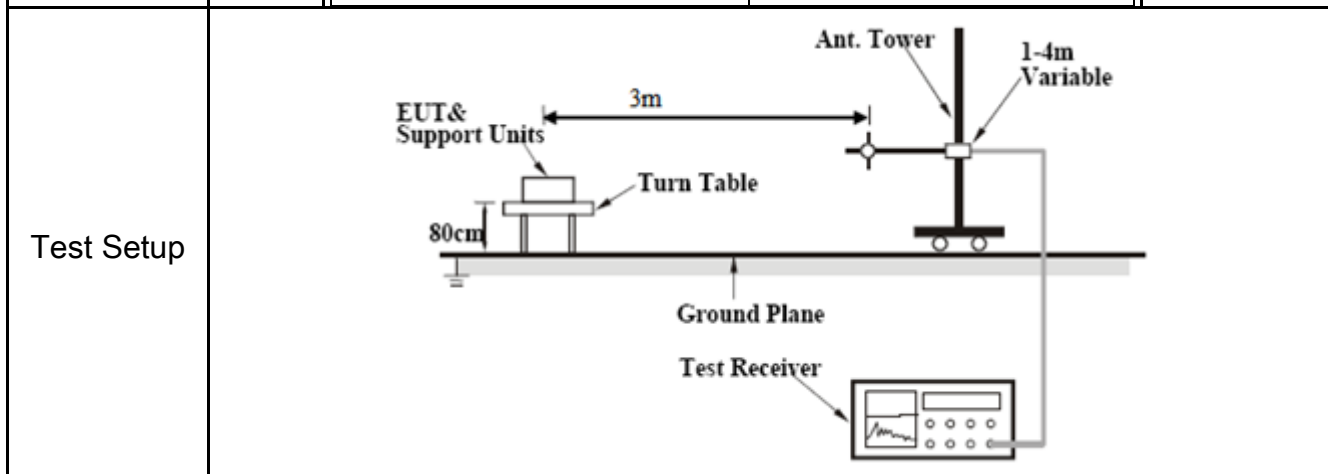 Test Setup
Ant. Tower
1-4m
Variable
3m
EUT&
Support Units
Turn Table
80cm
Ground Plane
Test Receiver